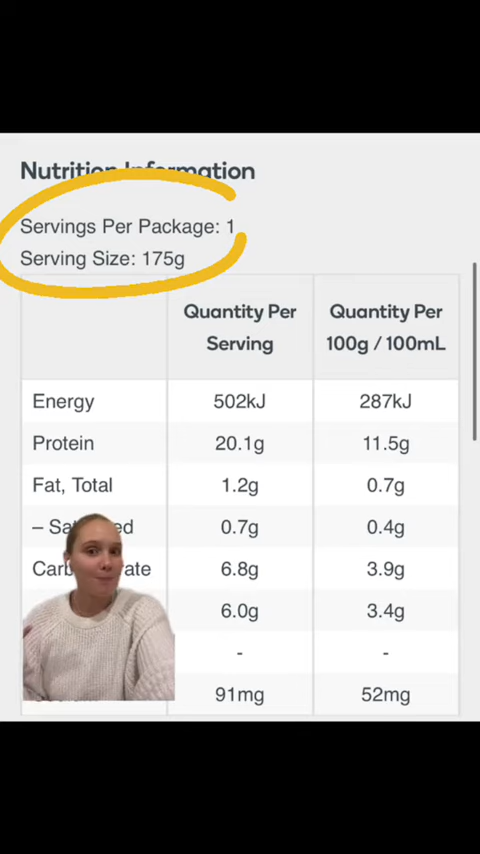 Nutrition Information
Servings Per Package: 1
Serving Size: 175g
Quantity Per Serving
Quantity Per 100g / 100mL
Energy 502kJ 287kJ
Protein 20.1g 11.5g
Fat, Total 1.2g 0.7g
0.7g 0.4g
6.8g 3.9g
6.0g 3.4g
- -
91mg 52mg